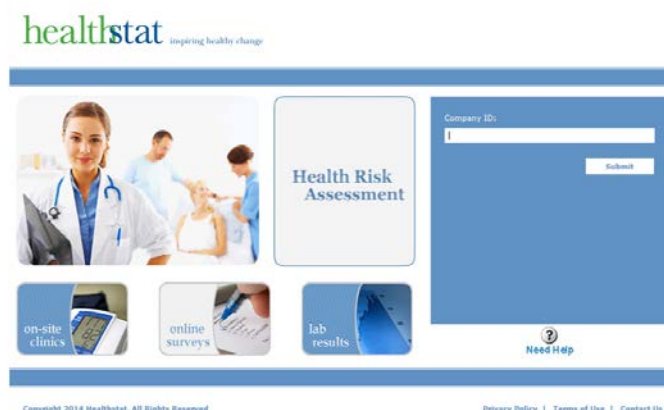 healthstat inspiring healthy change
Company ID:
Submit
Health Risk
Assessment
on-site
clinics
online
surveys
lab
results
?
Need Help
Copyright 2014 Healthstat. All Rights Reserved
Privacy Policy | Terms of Use | Contact Us